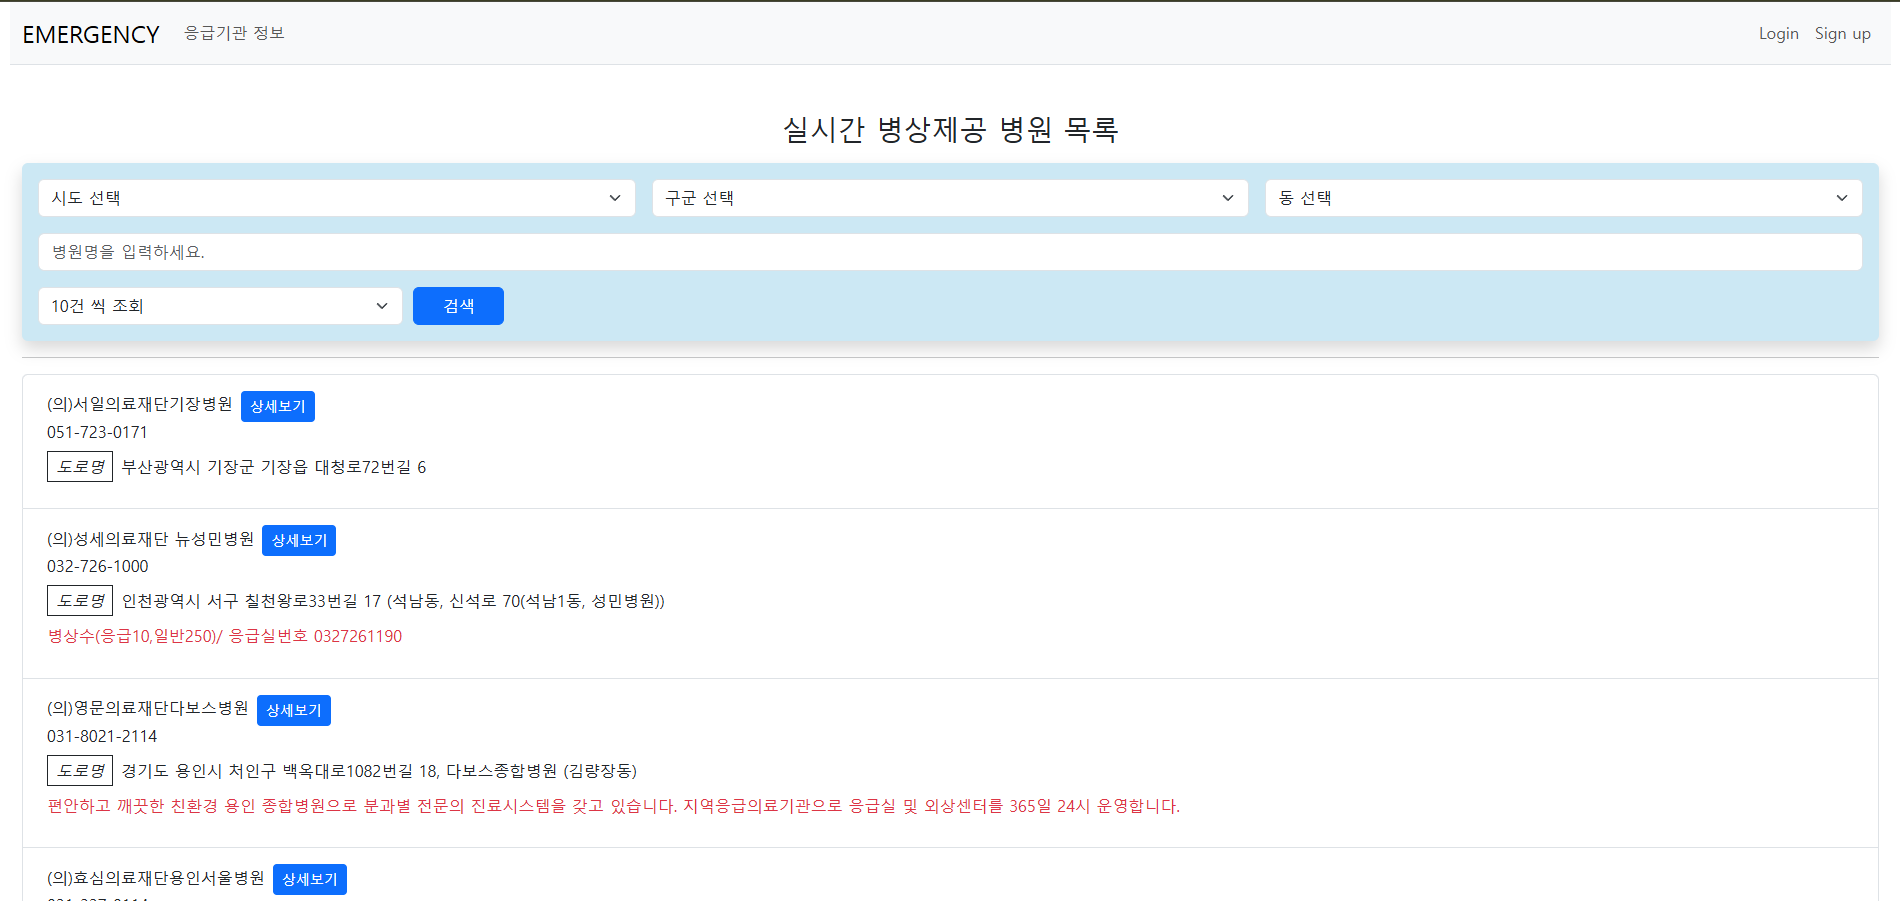 EMERGENCY 응급기관 정보 Login Sign up
실시간 병상제공 병원 목록
시도 선택 구군 선택 동 선택
병원명을 입력하세요.
10건 씩 조회 검색
(의)서일의료재단기장병원 상세보기
051-723-0171
도로명 부산광역시 기장군 기장읍 대청로72번길 6
(의)성세의료재단 뉴성민병원 상세보기
032-726-1000
도로명 인천광역시 서구 칠천왕로33번길 17 (석남동, 신석로 70(석남1동, 성민병원))
병상수(응급10,일반250)/ 응급실번호 0327261190
(의)영문의료재단다보스병원 상세보기
031-8021-2114
도로명 경기도 용인시 처인구 백옥대로1082번길 18, 다보스종합병원 (김량장동)
편안하고 깨끗한 친환경 용인 종합병원으로 분과별 전문의 진료시스템을 갖고 있습니다. 지역응급의료기관으로 응급실 및 외상센터를 365일 24시 운영합니다.
(의)효심의료재단용인서울병원 상세보기